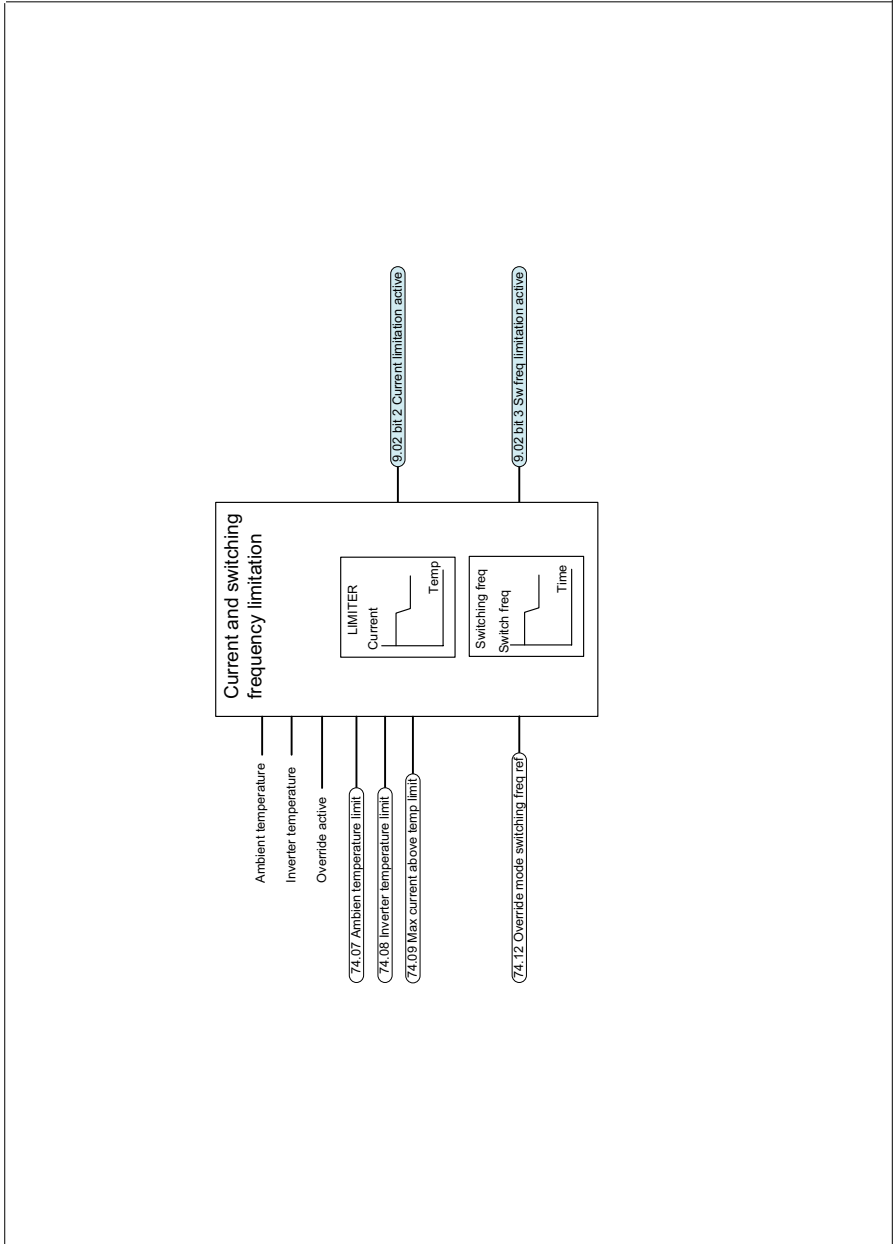 Current and switching
frequency limitation
Ambient temperature
Inverter temperature
Override active
74.07 Ambien temperature limit
74.08 Inverter temperature limit
74.09 Max current above temp limit
74.12 Override mode switching freq ref
LIMITER
Current
Temp
Switching freq
Switch freq
Time
9.02 bit 2 Current limitation active
9.02 bit 3 Sw freq limitation active